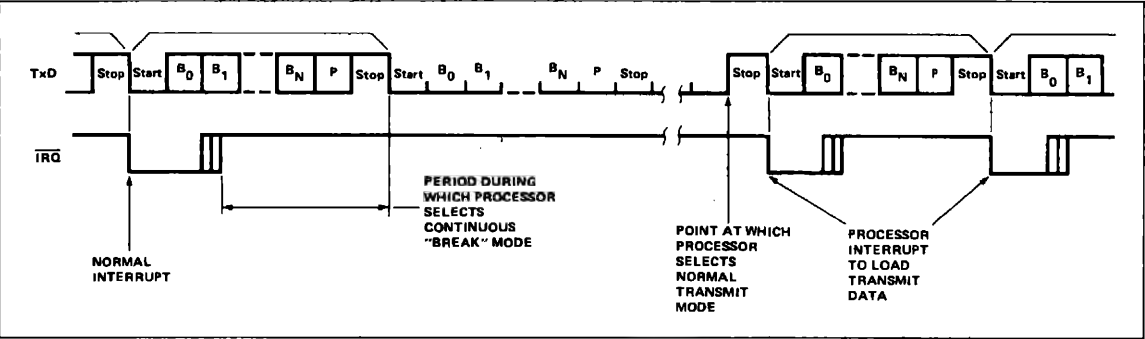 TxD Stop Start B0 B1 BN P Stop Start B0 B1 BN P Stop Stop Start B0 BN P Stop Start B0 B1
IRQ
PERIOD DURING
WHICH PROCESSOR
SELECTS
CONTINUOUS
"BREAK" MODE
NORMAL
INTERRUPT
POINT AT WHICH
PROCESSOR
SELECTS
NORMAL
TRANSMIT
MODE
PROCESSOR
INTERRUPT
TO LOAD
TRANSMIT
DATA